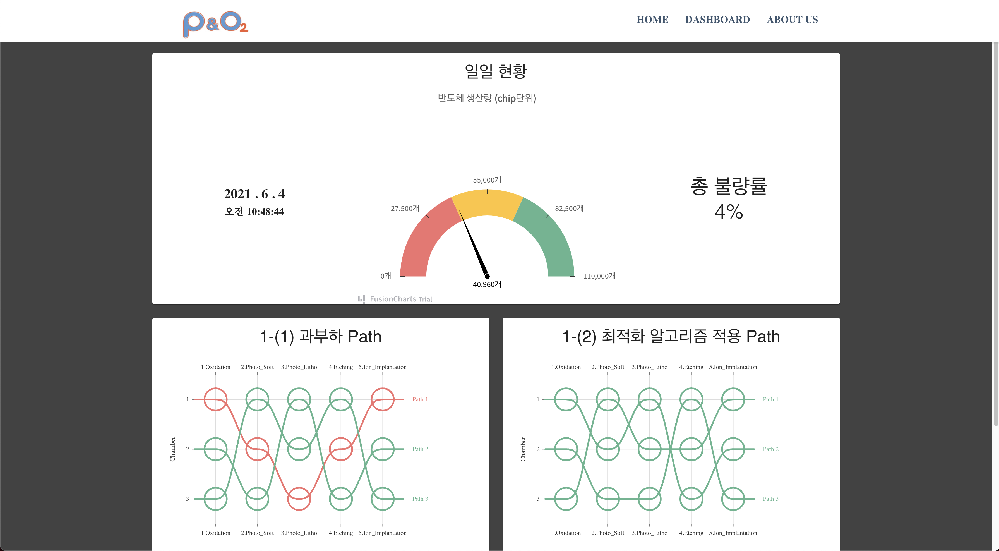 P&O2
HOME DASHBOARD ABOUT US
일일 현황
반도체 생산량 (chip단위)
2021 . 6 . 4
오전 10:48:44
55,000개
27,500개
82,500개
0개
110,000개
40,960개
총 불량률
4%
FusionCharts Trial
1-(1) 과부하 Path
1.Oxidation 2.Photo_Soft 3.Photo_Litho 4.Etching 5.Ion_Implantation
1 Path 1
Chamber
2 Path 2
3 Path 3
1.Oxidation 2.Photo_Soft 3.Photo_Litho 4.Etching 5.Ion_Implantation
1-(2) 최적화 알고리즘 적용 Path
1.Oxidation 2.Photo_Soft 3.Photo_Litho 4.Etching 5.Ion_Implantation
1 Path 1
Chamber
2 Path 2
3 Path 3
1.Oxidation 2.Photo_Soft 3.Photo_Litho 4.Etching 5.Ion_Implantation